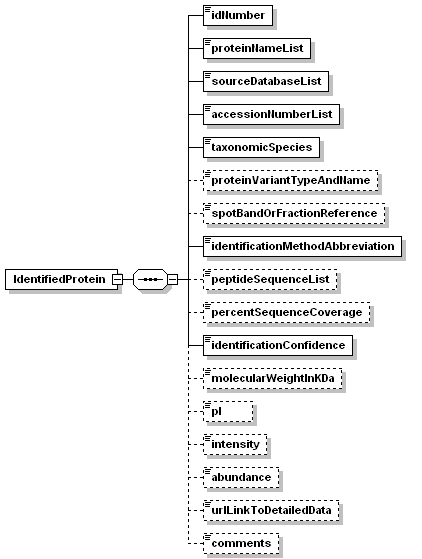 idNumber
proteinNameList
sourceDatabaseList
accessionNumberList
taxonomicSpecies
proteinVariantTypeAndName
spotBandOrFractionReference
identificationMethodAbbreviation
IdentifiedProtein
peptideSequenceList
percentSequenceCoverage
identificationConfidence
molecularWeightInKDa
pI
intensity
abundance
urlLinkToDetailedData
comments